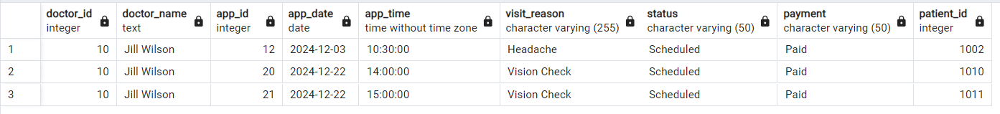 doctor_id doctor_name app_id app_date app_time visit_reason status payment patient_id
integer text integer date time without time zone character varying (255) character varying (50) character varying (50) integer
1 10 Jill Wilson 12 2024-12-03 10:30:00 Headache Scheduled Paid 1002
2 10 Jill Wilson 20 2024-12-22 14:00:00 Vision Check Scheduled Paid 1010
3 10 Jill Wilson 21 2024-12-22 15:00:00 Vision Check Scheduled Paid 1011